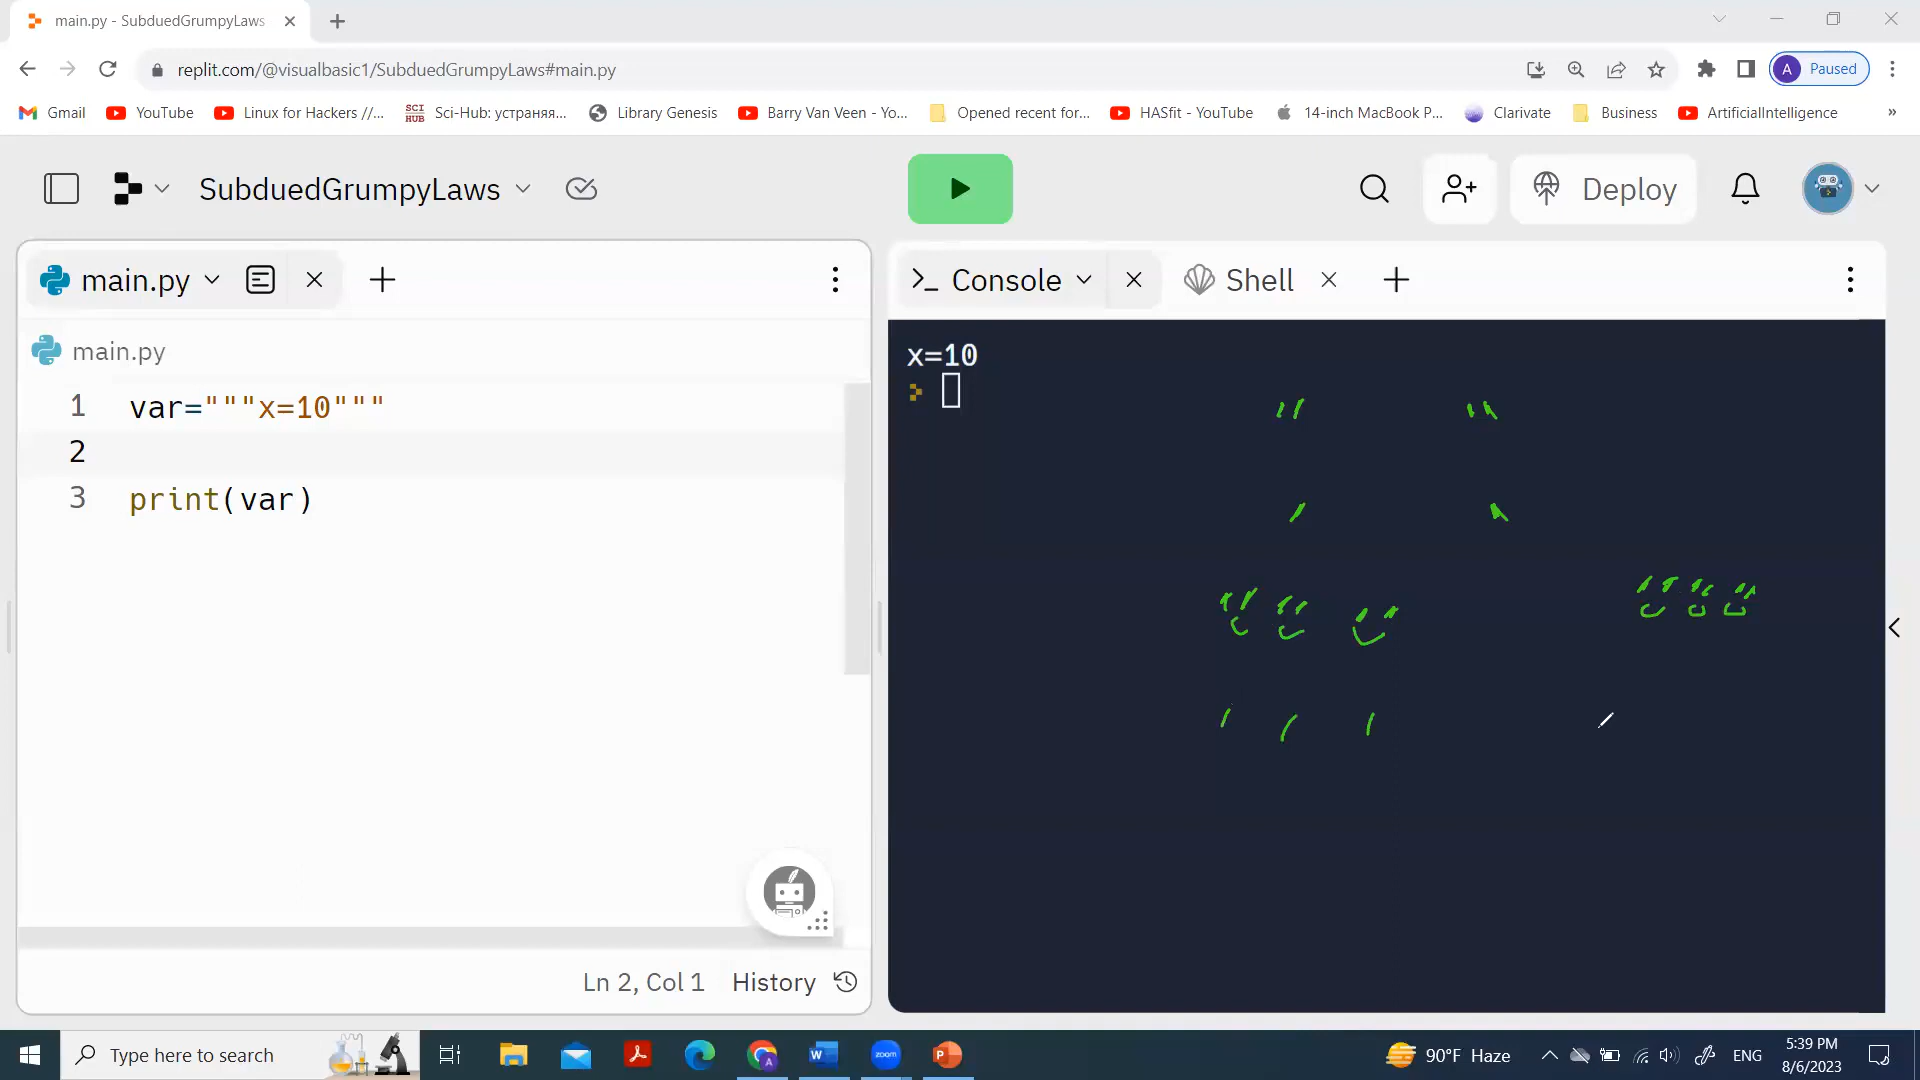 main.py - SubduedGrumpyLaws
replit.com/@visualbasic1/SubduedGrumpyLaws#main.py
A Paused
Gmail YouTube Linux for Hackers //... SCI HUB Sci-Hub: устраняя... Library Genesis Barry Van Veen - Yo... Opened recent for... HASfit - YouTube 14-inch MacBook P... Clarivate Business ArtificialIntelligence »
SubduedGrumpyLaws Deploy
main.py
>_ Console Shell
main.py
1 var="""x=10"""
2
3 print(var)
x=10
Ln 2, Col 1 History
Type here to search
zoom
90°F Haze
ENG
5:39 PM
8/6/2023